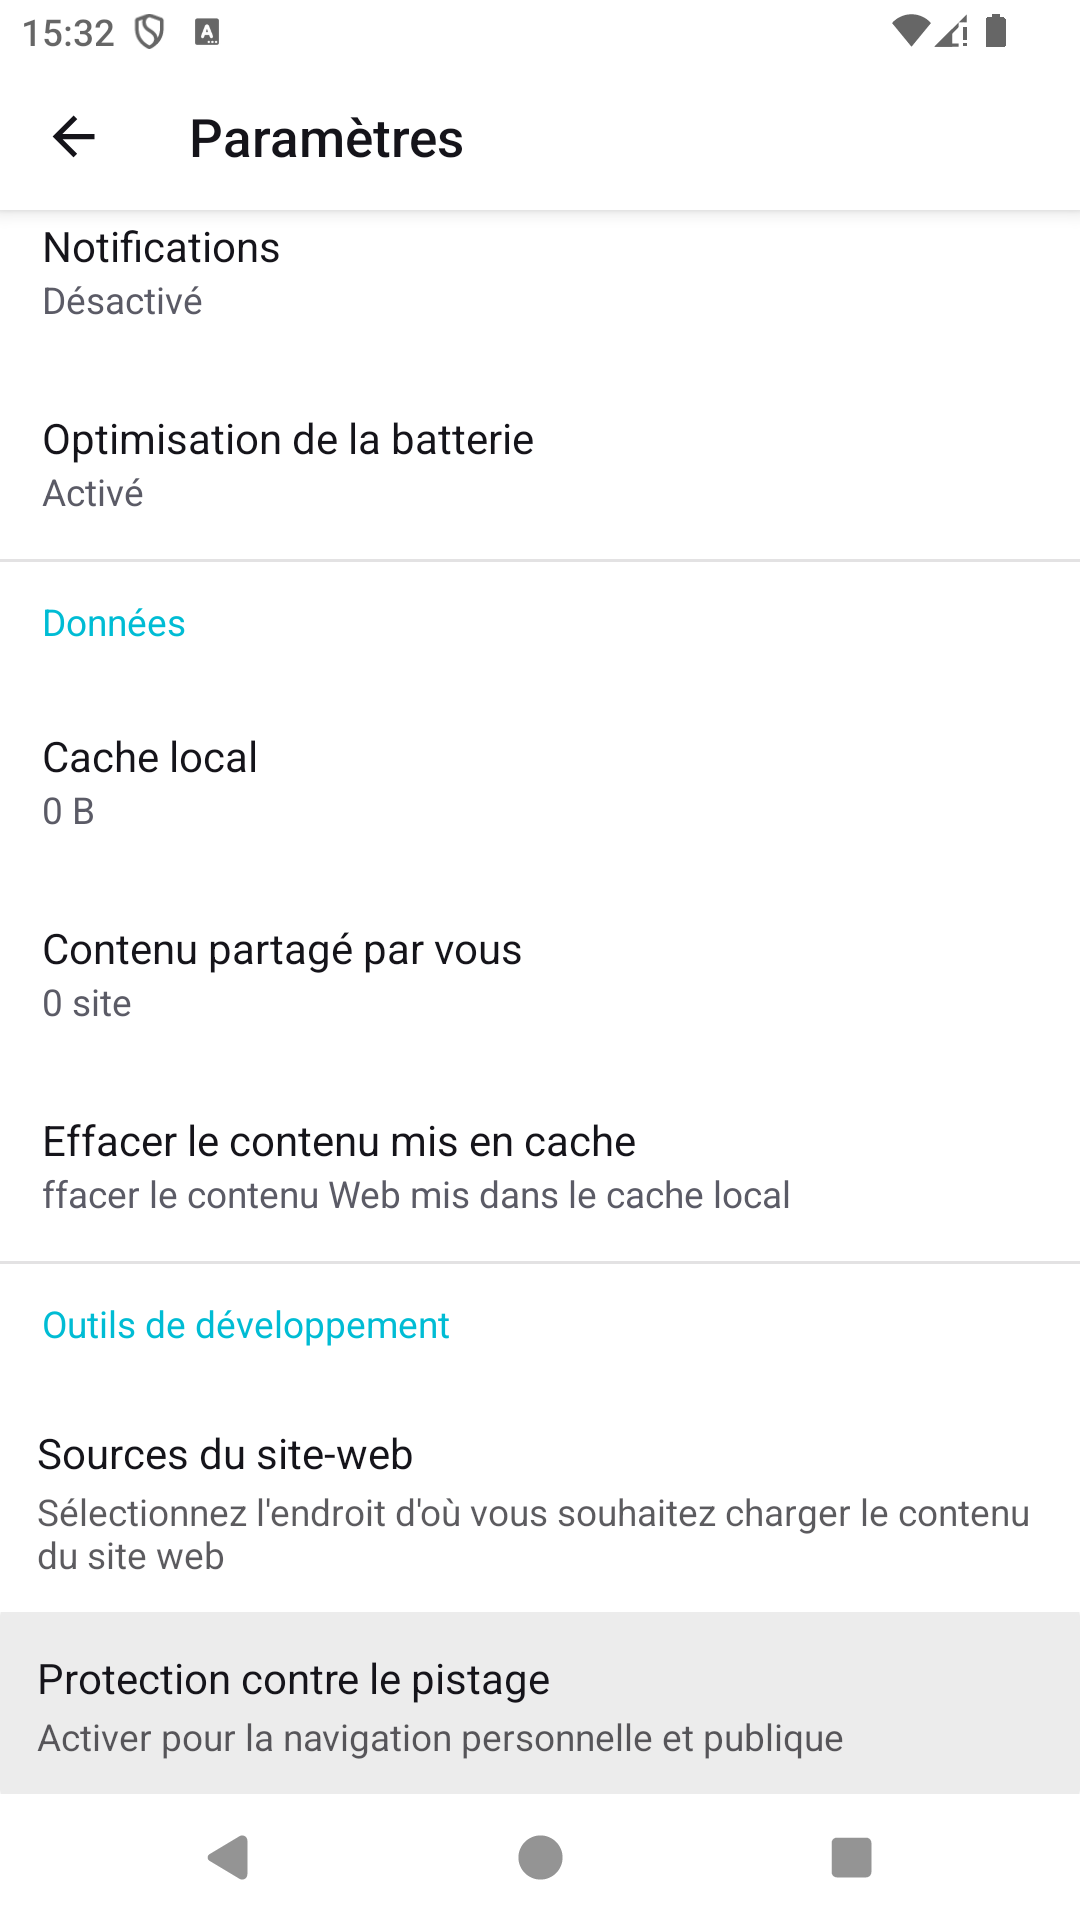 15:32
Paramètres
Notifications
Désactivé
Optimisation de la batterie
Activé
Données
Cache local
0 B
Contenu partagé par vous
0 site
Effacer le contenu mis en cache
ffacer le contenu Web mis dans le cache local
Outils de développement
Sources du site-web
Sélectionnez l'endroit d'où vous souhaitez charger le contenu
du site web
Protection contre le pistage
Activer pour la navigation personnelle et publique